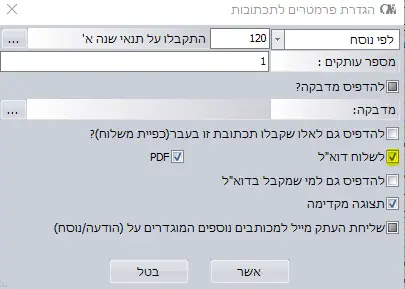 הגדרת פרמטרים לתכתובות
לפי נוסח 120 התקבלו על תנאי שנה א' ...
מספר עותקים : 1
להדפיס מדבקה?
מדבקה: ...
להדפיס גם לאלו שקבלו תכתובת זו בעבר(כפיית משלוח)?
לשלוח דוא"ל PDF
להדפיס גם למי שמקבל בדוא"ל
תצוגה מקדימה
שליחת העתק מייל למכותבים נוספים המוגדרים על (הודעה/נוסח)
אשר בטל